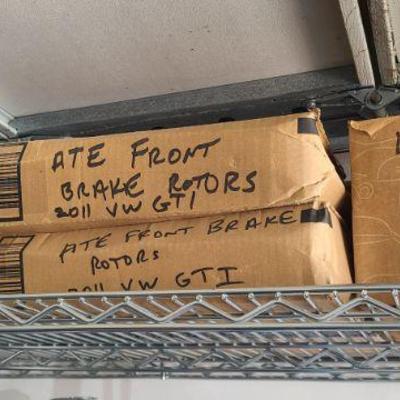 ATE FRONT
BRAKE ROTORS
2011 VW GTI
ATE FRONT BRAKE
ROTORS
2011 VW GTI